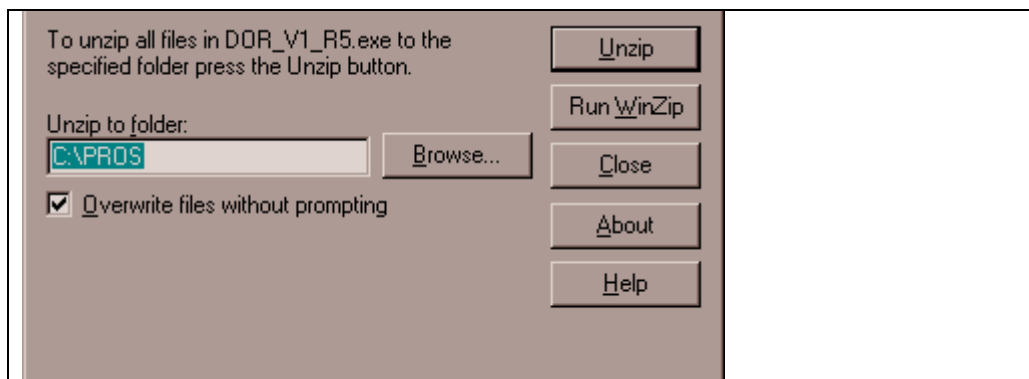 To unzip all files in DOR_V1_R5.exe to the
specified folder press the Unzip button.
Unzip to folder:
C:\PROS
Browse...
Overwrite files without prompting
Unzip
Run WinZip
Close
About
Help